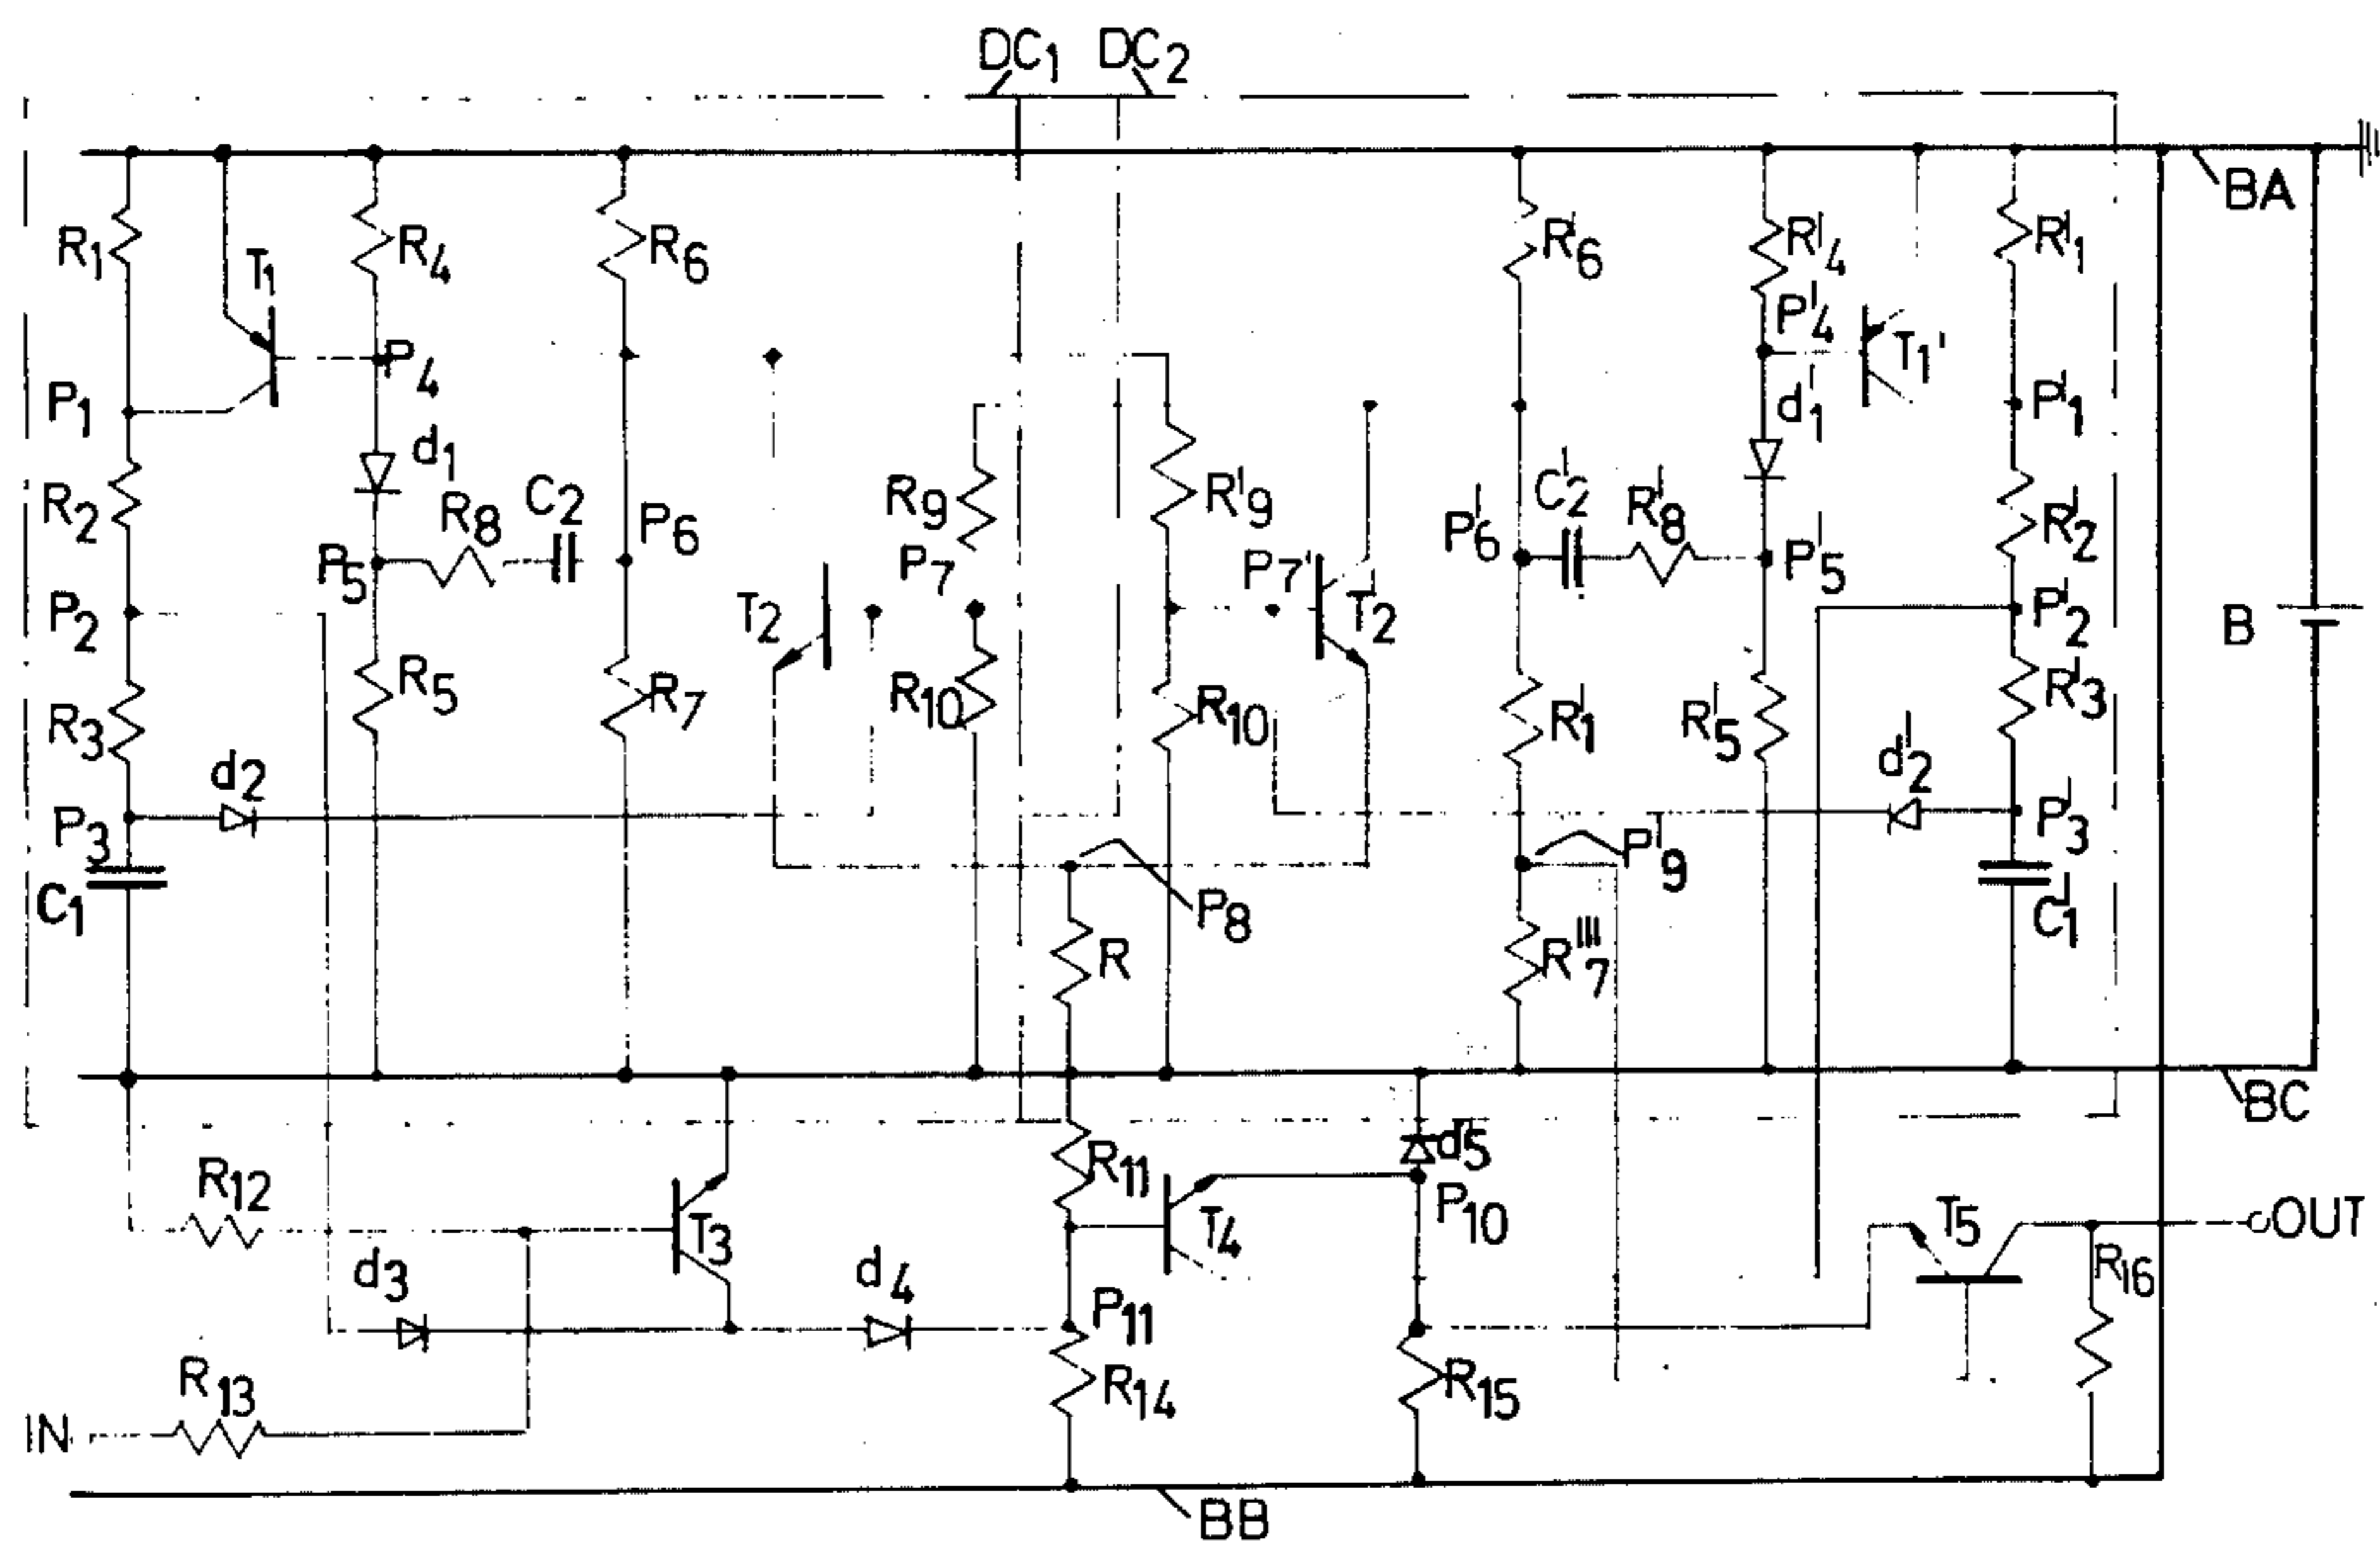 DC1 DC2
BA
R1 T1 R4 R6 R'6 R'4 R'1
P4 P'4 T1'
P1 d1 d'1 P'1
R2 R8 C2 P6 R9 R'9 P'6 C'2 R'8 R'2
P5 P7 P7' P'5
P2 T2 T'2 P'2 B
R3 R5 R7 R10 R10 R'1 R'5 R'3
d2 d'2
P3 P'9 P'3
C1 P8 C'1
R R'''7
BC
R12 R11 d5
T3 T4 P10 T5 OUT
d3 d4 P11 R16
R13 R14 R15
IN
BB